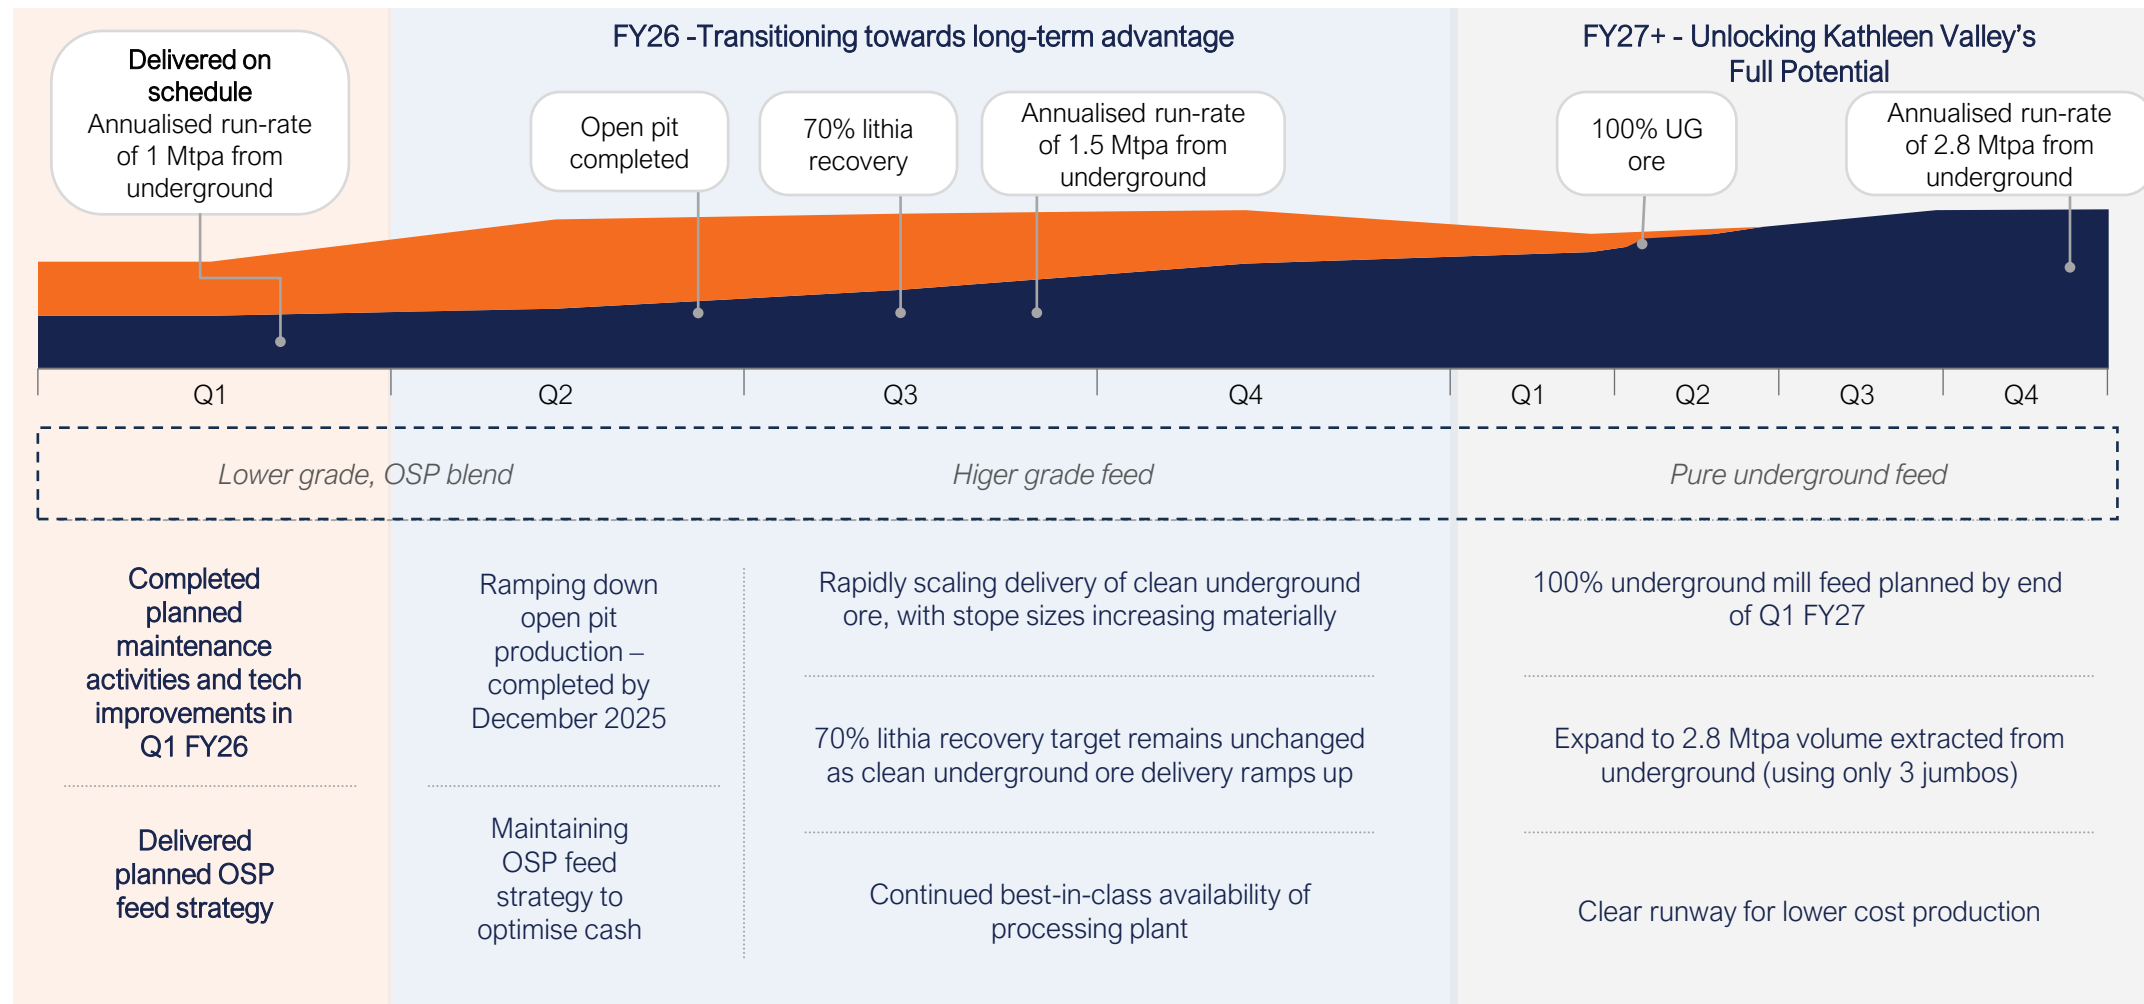 Delivered on
schedule
Annualised run-rate
of 1 Mtpa from
underground
FY26 -Transitioning towards long-term advantage
Open pit
completed
70% lithia
recovery
Annualised run-rate
of 1.5 Mtpa from
underground
FY27+ - Unlocking Kathleen Valley’s
Full Potential
100% UG
ore
Annualised run-rate
of 2.8 Mtpa from
underground
Q1
Q2
Q3
Q4
Q1
Q2
Q3
Q4
Lower grade, OSP blend
Higer grade feed
Pure underground feed
Completed
planned
maintenance
activities and tech
improvements in
Q1 FY26
Delivered
planned OSP
feed strategy
Ramping down
open pit
production –
completed by
December 2025
Maintaining
OSP feed
strategy to
optimise cash
Rapidly scaling delivery of clean underground
ore, with stope sizes increasing materially
70% lithia recovery target remains unchanged
as clean underground ore delivery ramps up
Continued best-in-class availability of
processing plant
100% underground mill feed planned by end
of Q1 FY27
Expand to 2.8 Mtpa volume extracted from
underground (using only 3 jumbos)
Clear runway for lower cost production